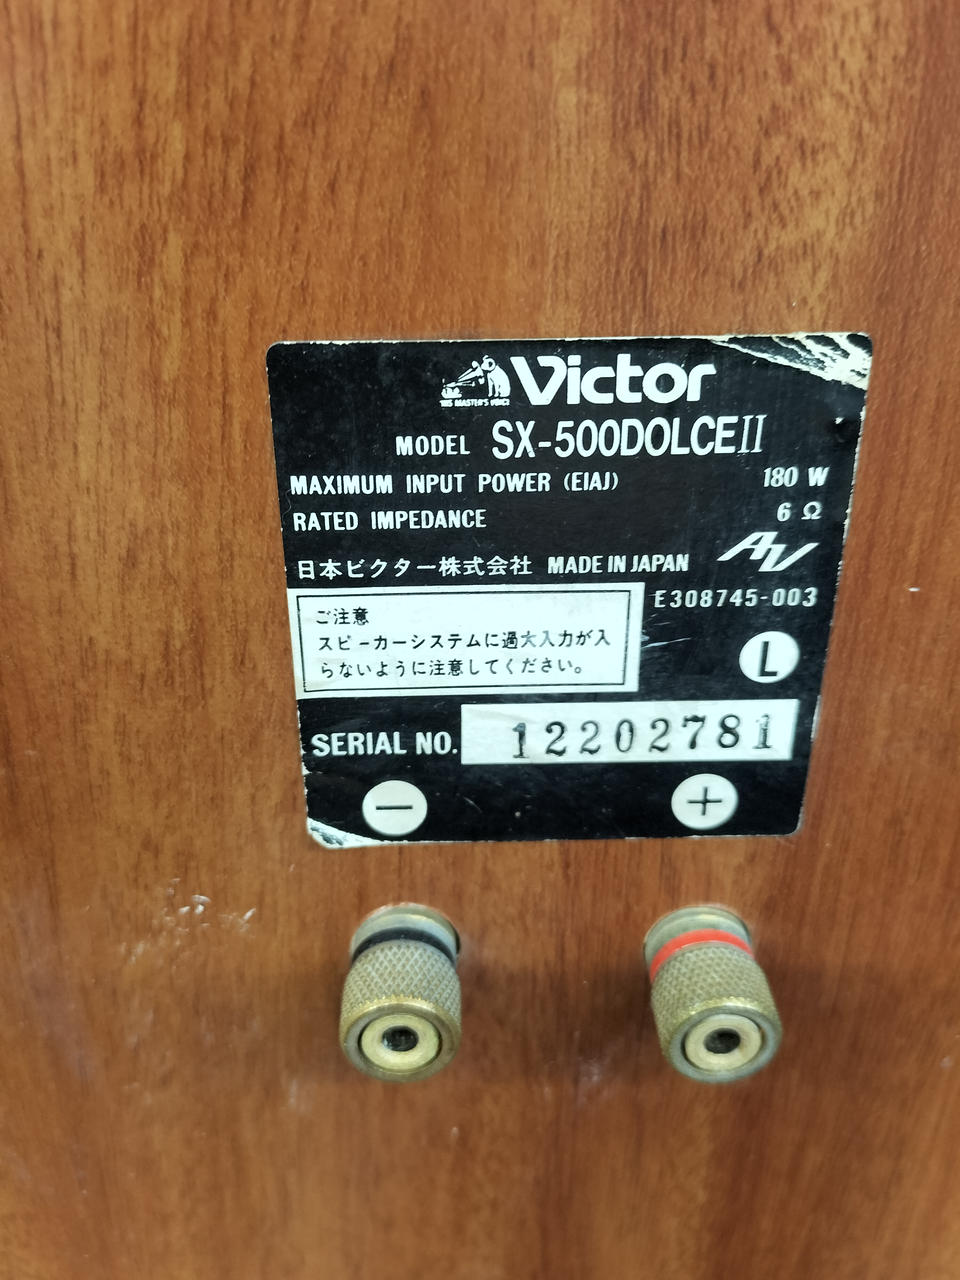 HIS MASTER'S VOICE
Victor
MODEL SX-500DOLCEII
MAXIMUM INPUT POWER (EIAJ) 180 W
RATED IMPEDANCE 6 Ω
日本ビクター株式会社 MADE IN JAPAN AV
E308745-003
ご注意
スピーカーシステムに過大入力が入
らないように注意してください。
L
SERIAL NO. 12202781
− +